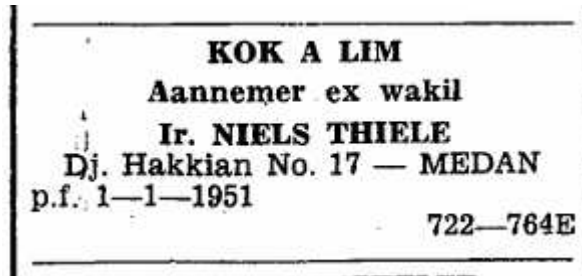 KOK A LIM
Aannemer ex wakil
Ir. NIELS THIELE
Dj. Hakkian No. 17 — MEDAN
p.f. 1—1—1951
722—764E